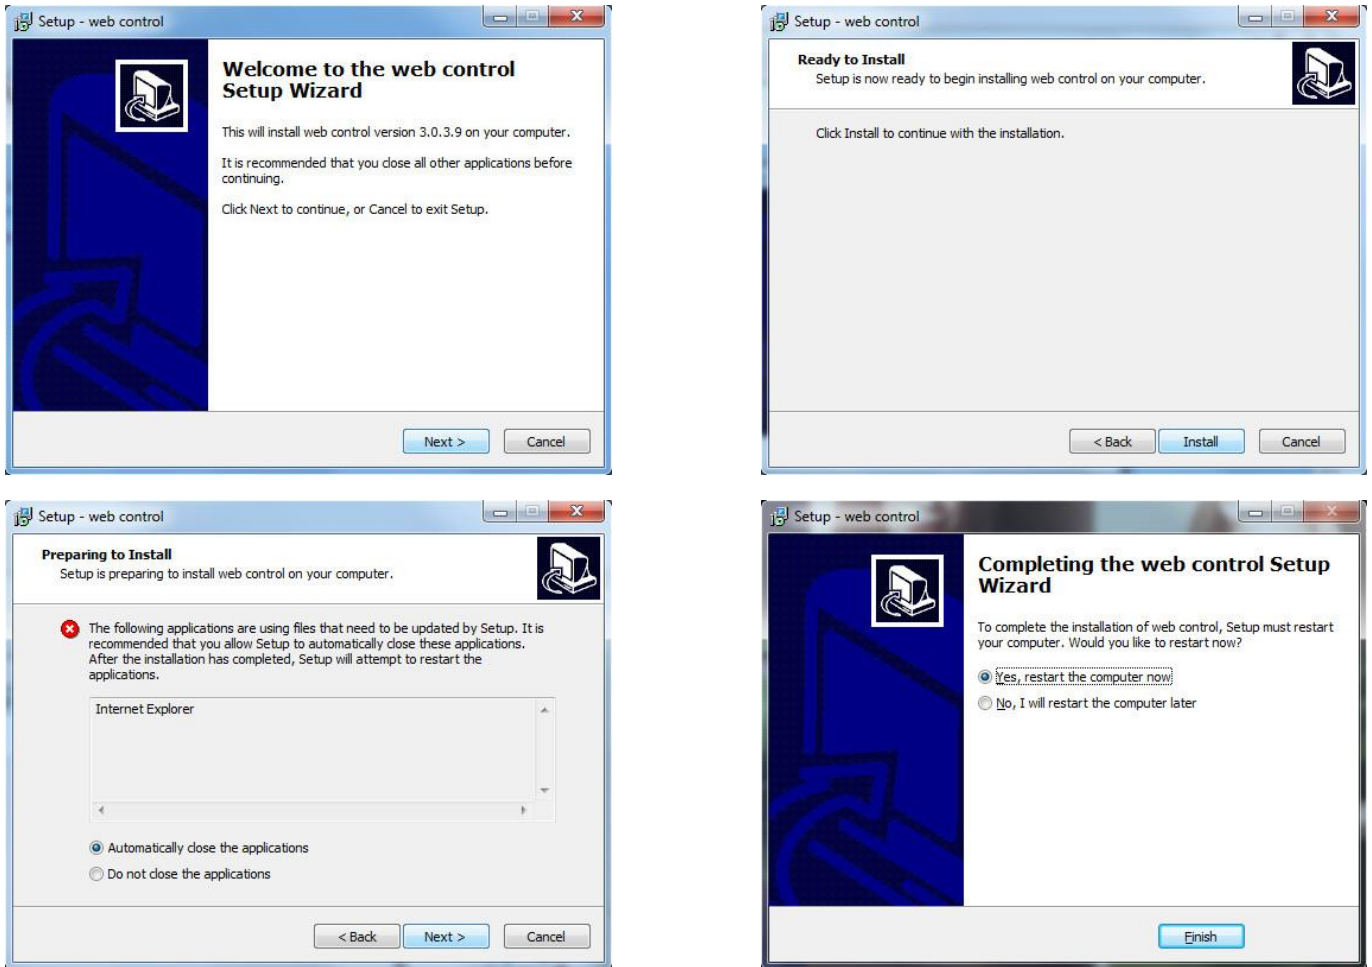 Setup - web control
Welcome to the web control
Setup Wizard
This will install web control version 3.0.3.9 on your computer.
It is recommended that you close all other applications before
continuing.
Click Next to continue, or Cancel to exit Setup.
Next >
Cancel
Setup - web control
Ready to Install
Setup is now ready to begin installing web control on your computer.
Click Install to continue with the installation.
< Back
Install
Cancel
Setup - web control
Preparing to Install
Setup is preparing to install web control on your computer.
The following applications are using files that need to be updated by Setup. It is
recommended that you allow Setup to automatically close these applications.
After the installation has completed, Setup will attempt to restart the
applications.
Internet Explorer
Automatically close the applications
Do not close the applications
< Back
Next >
Cancel
Setup - web control
Completing the web control Setup
Wizard
To complete the installation of web control, Setup must restart
your computer. Would you like to restart now?
Yes, restart the computer now
No, I will restart the computer later
Finish